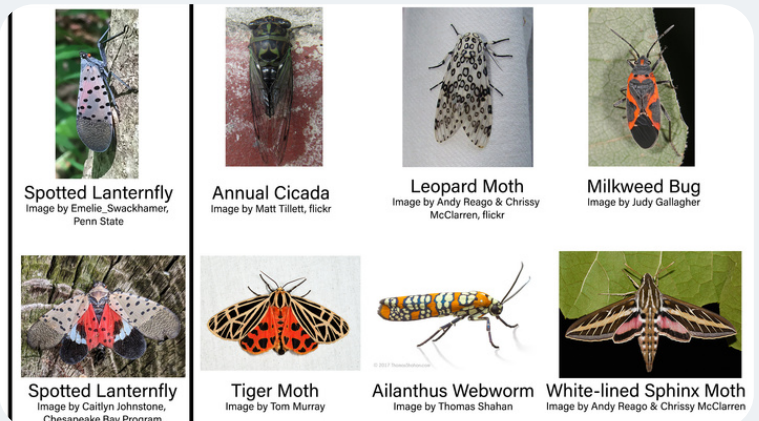 Spotted Lanternfly
Image by Emelie_Swackhamer,
Penn State
Annual Cicada
Image by Matt Tillett, flickr
Leopard Moth
Image by Andy Reago & Chrissy
McClarren, flickr
Milkweed Bug
Image by Judy Gallagher
Spotted Lanternfly
Image by Caitlyn Johnstone,
Chesapeake Bay Program
Tiger Moth
Image by Tom Murray
© 2017 ThomasShahan.com
Ailanthus Webworm
Image by Thomas Shahan
White-lined Sphinx Moth
Image by Andy Reago & Chrissy McClarren